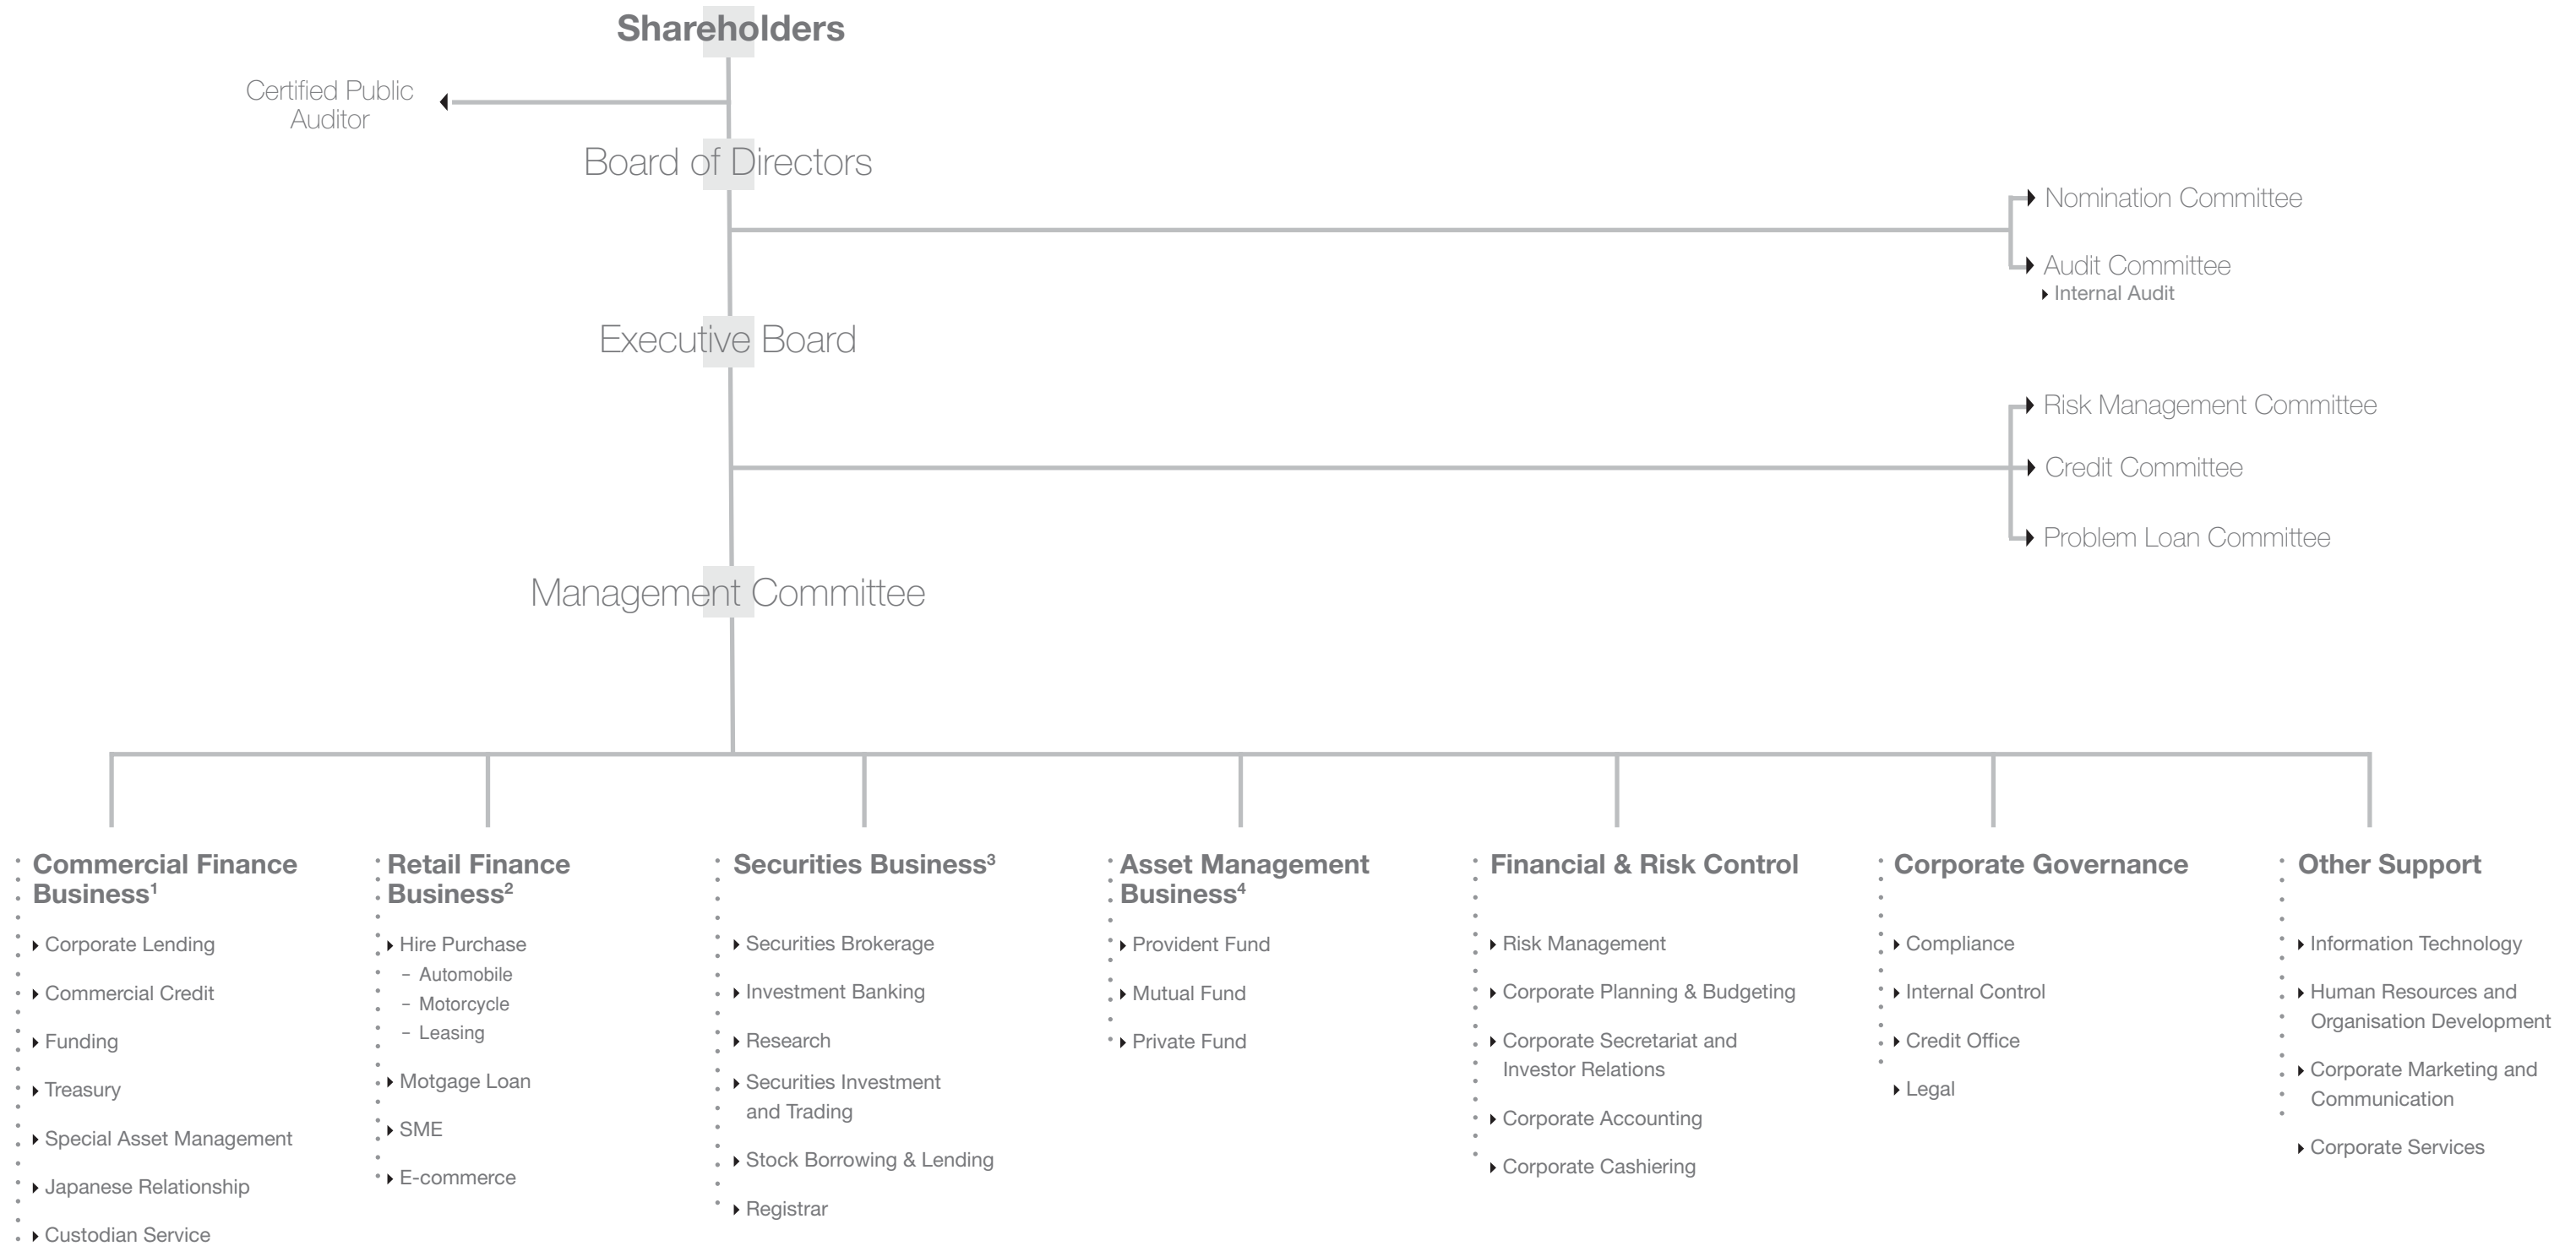 Shareholders
Certified Public
Auditor
Board of Directors
Nomination Committee
Audit Committee
Internal Audit
Executive Board
Risk Management Committee
Credit Committee
Problem Loan Committee
Management Committee
Commercial Finance
Business¹
Corporate Lending
Commercial Credit
Funding
Treasury
Special Asset Management
Japanese Relationship
Custodian Service
Retail Finance
Business²
Hire Purchase
– Automobile
– Motorcycle
– Leasing
Motgage Loan
SME
E-commerce
Securities Business³
Securities Brokerage
Investment Banking
Research
Securities Investment
and Trading
Stock Borrowing & Lending
Registrar
Asset Management
Business⁴
Provident Fund
Mutual Fund
Private Fund
Financial & Risk Control
Risk Management
Corporate Planning & Budgeting
Corporate Secretariat and
Investor Relations
Corporate Accounting
Corporate Cashiering
Corporate Governance
Compliance
Internal Control
Credit Office
Legal
Other Support
Information Technology
Human Resources and
Organisation Development
Corporate Marketing and
Communication
Corporate Services